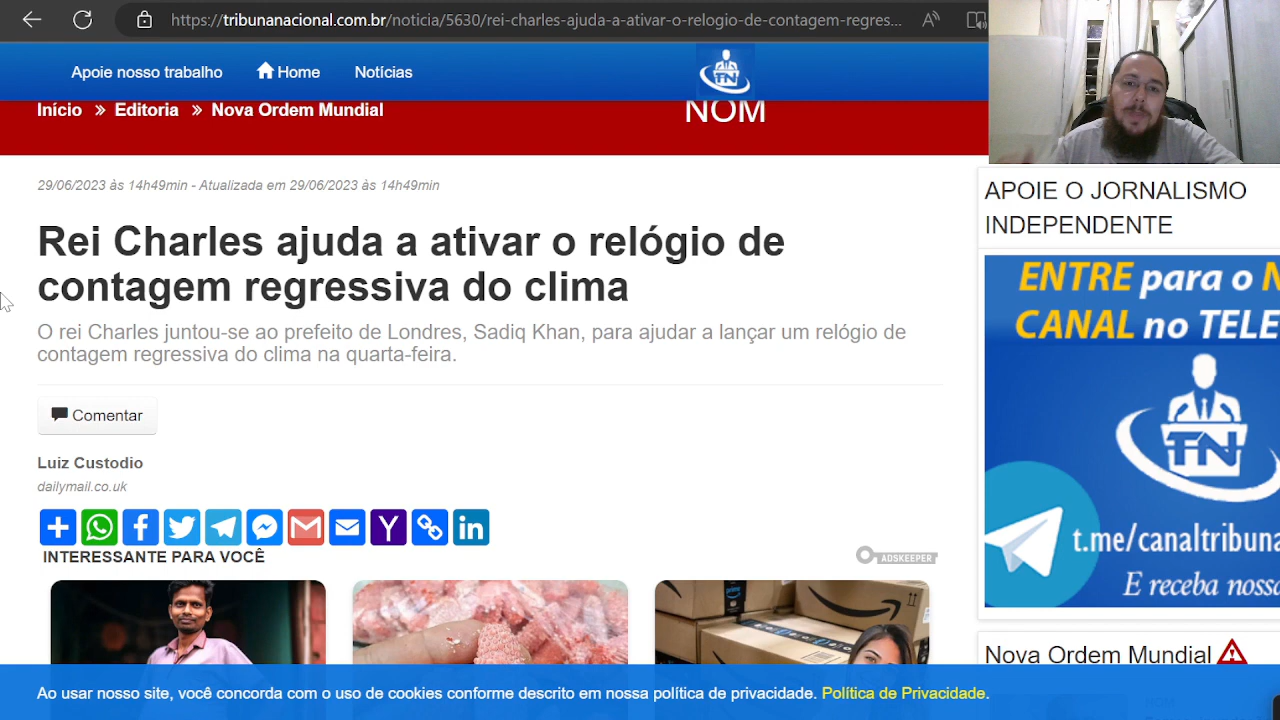 https://tribunanacional.com.br/noticia/5630/rei-charles-ajuda-a-ativar-o-relogio-de-contagem-regres...
Apoie nosso trabalho
Home
Notícias
TN
Início » Editoria » Nova Ordem Mundial
NOM
29/06/2023 às 14h49min - Atualizada em 29/06/2023 às 14h49min
Rei Charles ajuda a ativar o relógio de
contagem regressiva do clima
O rei Charles juntou-se ao prefeito de Londres, Sadiq Khan, para ajudar a lançar um relógio de
contagem regressiva do clima na quarta-feira.
Comentar
Luiz Custodio
dailymail.co.uk
INTERESSANTE PARA VOCÊ
ADSKEEPER
prime
APOIE O JORNALISMO
INDEPENDENTE
ENTRE para o N
CANAL no TELE
TN
t.me/canaltribuna
E receba nossa
Nova Ordem Mundial
Ao usar nosso site, você concorda com o uso de cookies conforme descrito em nossa política de privacidade. Política de Privacidade.